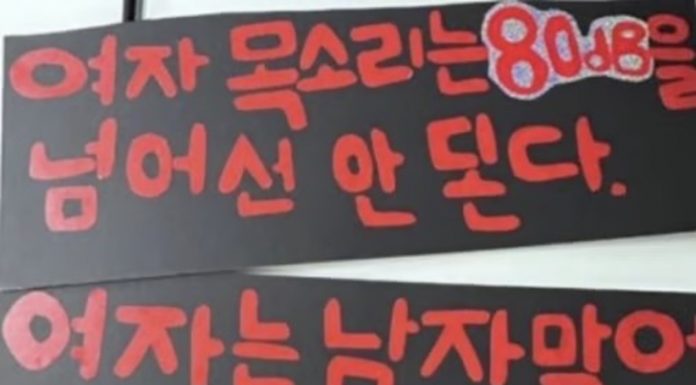 여자 목소리는 80dB을
넘어선 안 된다.
여자는 남자 말